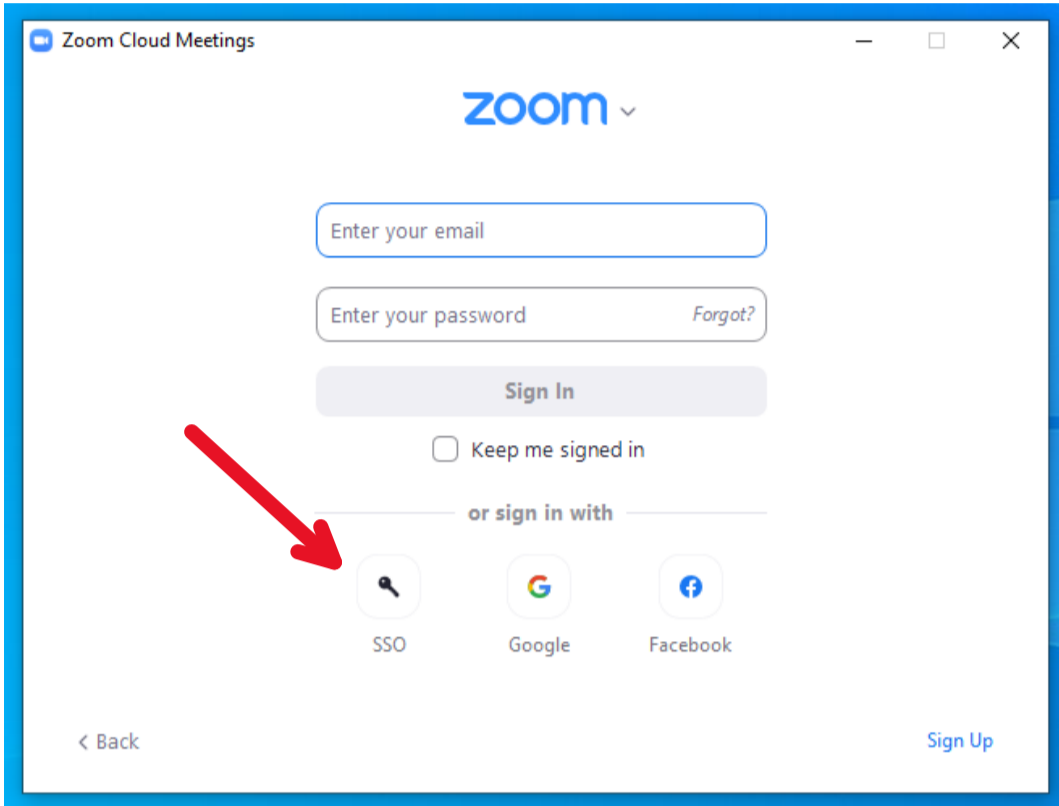 Zoom Cloud Meetings
zoom
Enter your email
Enter your password Forgot?
Sign In
Keep me signed in
or sign in with
SSO Google Facebook
Back Sign Up